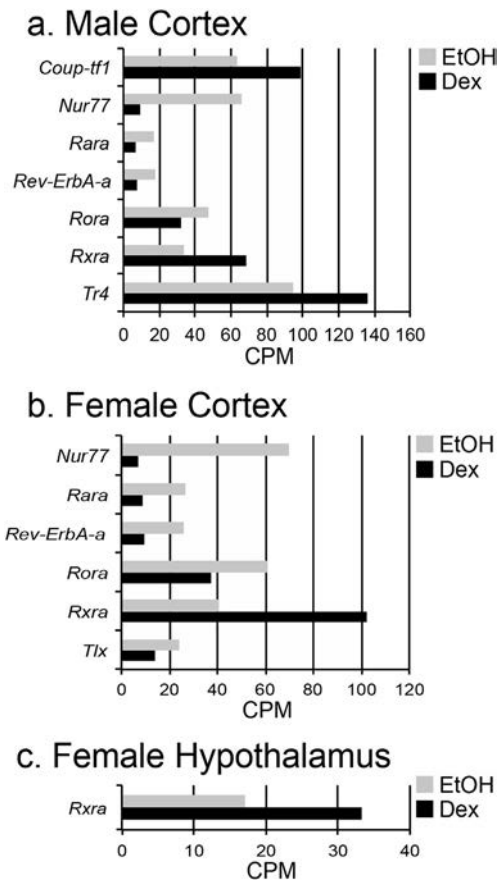 a. Male Cortex
EtOH
Dex
Coup-tf1
Nur77
Rara
Rev-ErbA-a
Rora
Rxra
Tr4
0 20 40 60 80 100 120 140 160
CPM
b. Female Cortex
EtOH
Dex
Nur77
Rara
Rev-ErbA-a
Rora
Rxra
Tlx
0 20 40 60 80 100 120
CPM
c. Female Hypothalamus
EtOH
Dex
Rxra
0 10 20 30 40
CPM